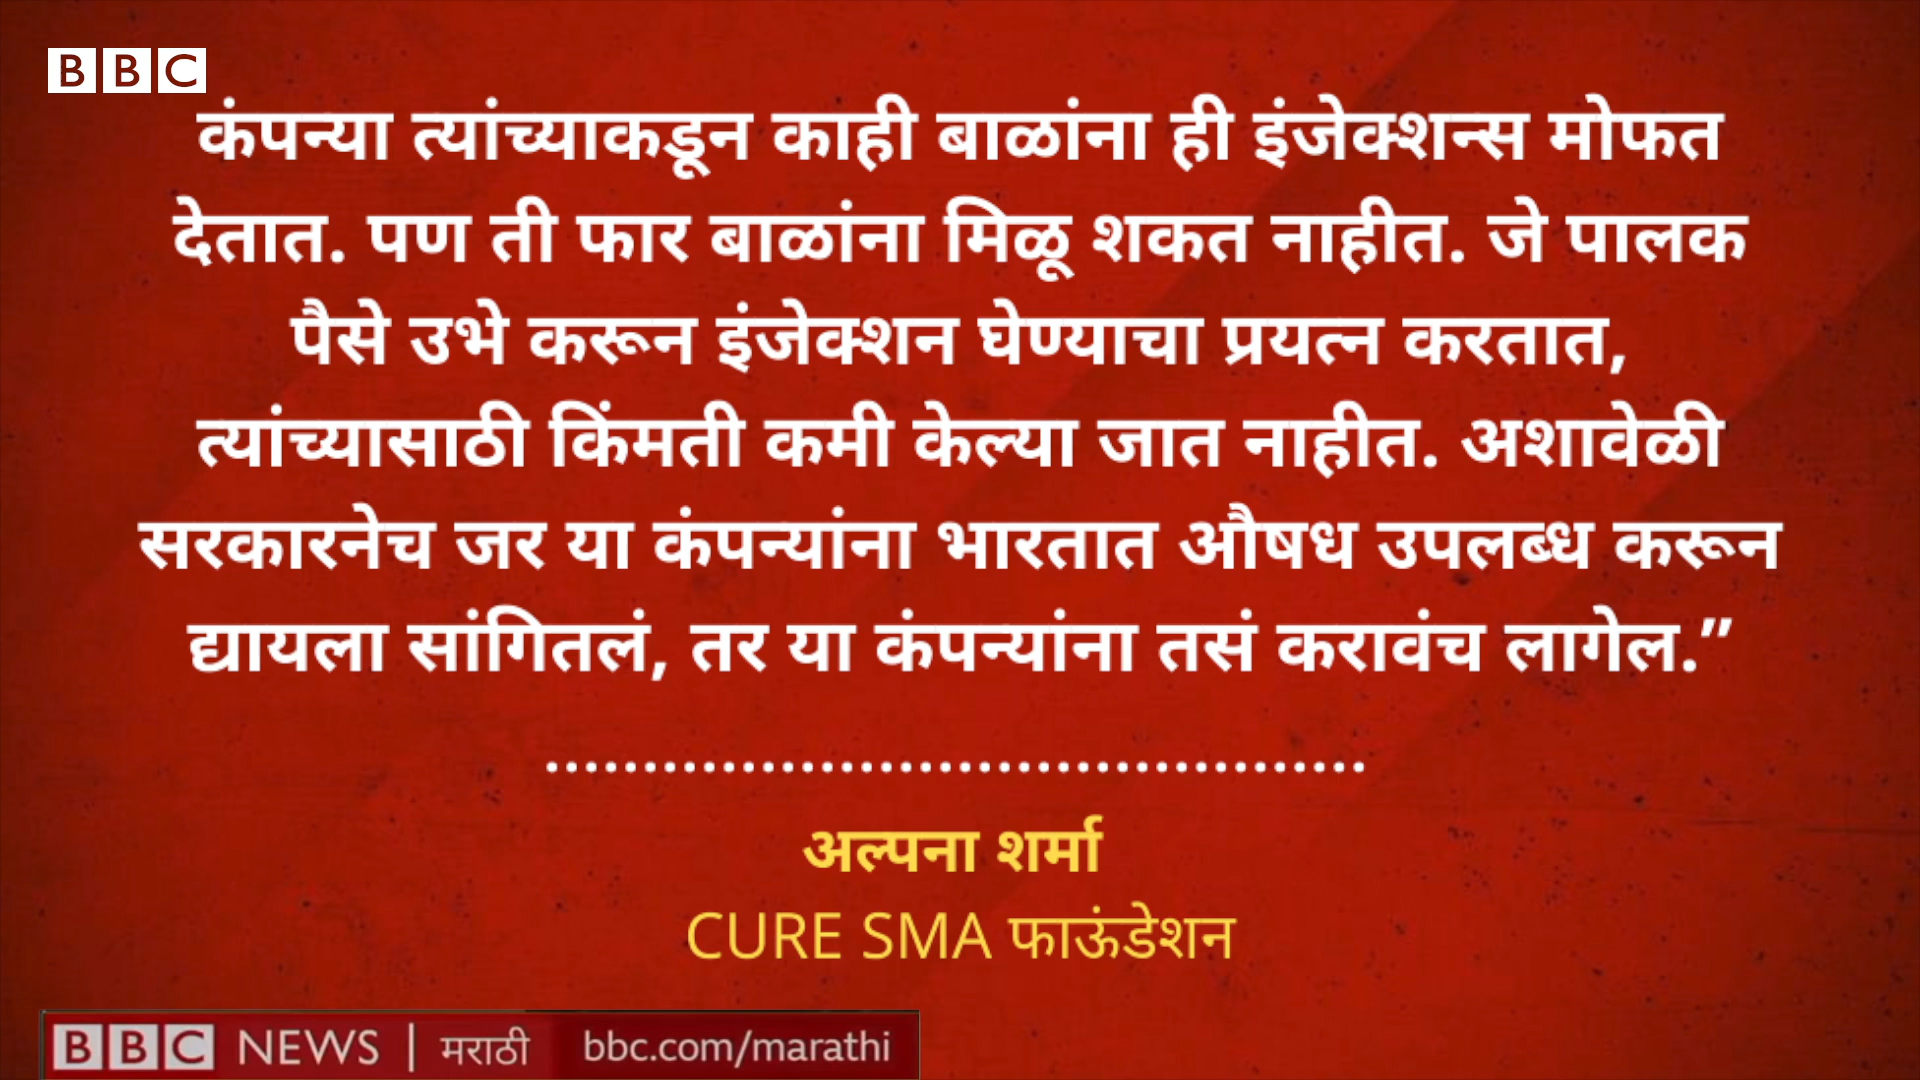 BBC
कंपन्या त्यांच्याकडून काही बाळांना ही इंजेक्शन्स मोफत
देतात. पण ती फार बाळांना मिळू शकत नाहीत. जे पालक
पैसे उभे करून इंजेक्शन घेण्याचा प्रयत्न करतात,
त्यांच्यासाठी किंमती कमी केल्या जात नाहीत. अशावेळी
सरकारनेच जर या कंपन्यांना भारतात औषध उपलब्ध करून
द्यायला सांगितलं, तर या कंपन्यांना तसं करावंच लागेल.”
..........................................
अल्पना शर्मा
CURE SMA फाऊंडेशन
BBC NEWS | मराठी bbc.com/marathi